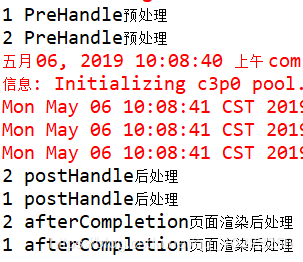 1 PreHandle预处理
2 PreHandle预处理
五月 06, 2019 10:08:40 上午 com
信息: Initializing c3p0 pool.
Mon May 06 10:08:41 CST 2019
Mon May 06 10:08:41 CST 2019
Mon May 06 10:08:41 CST 2019
2 postHandle后处理
1 postHandle后处理
2 afterCompletion页面渲染后处理
1 afterCompletion页面渲染后处理